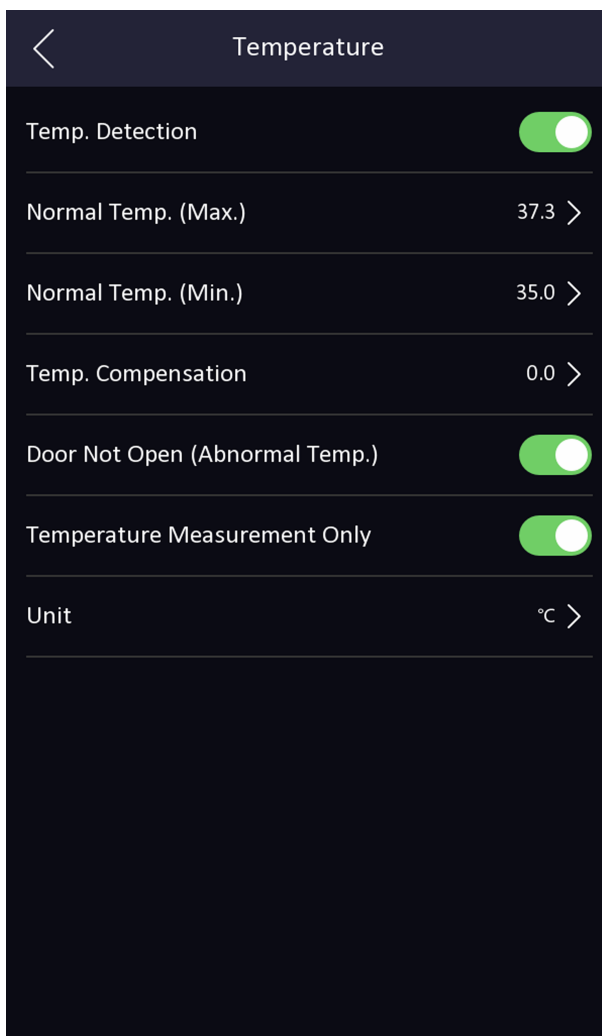 Temperature
Temp. Detection
Normal Temp. (Max.) 37.3
Normal Temp. (Min.) 35.0
Temp. Compensation 0.0
Door Not Open (Abnormal Temp.)
Temperature Measurement Only
Unit °C